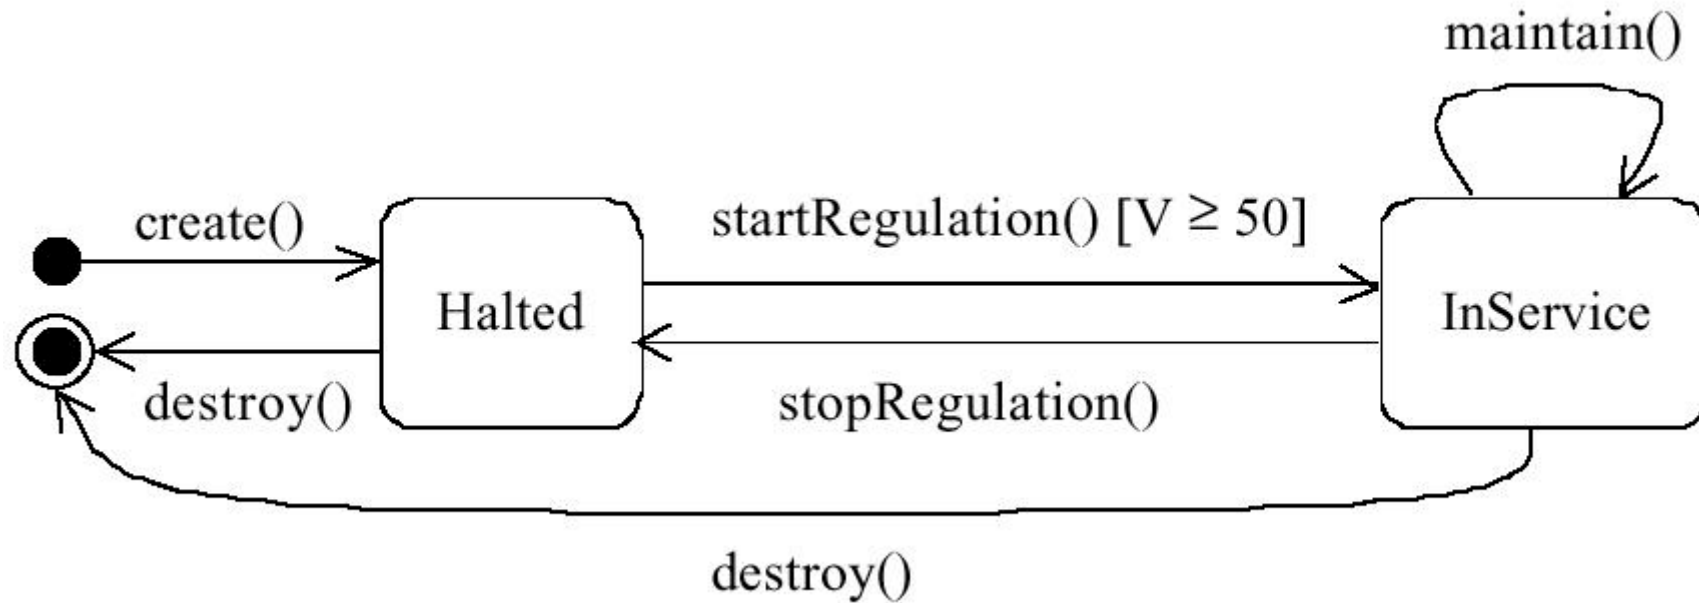 maintain()
create()
startRegulation() [V ≥ 50]
Halted
InService
destroy()
stopRegulation()
destroy()